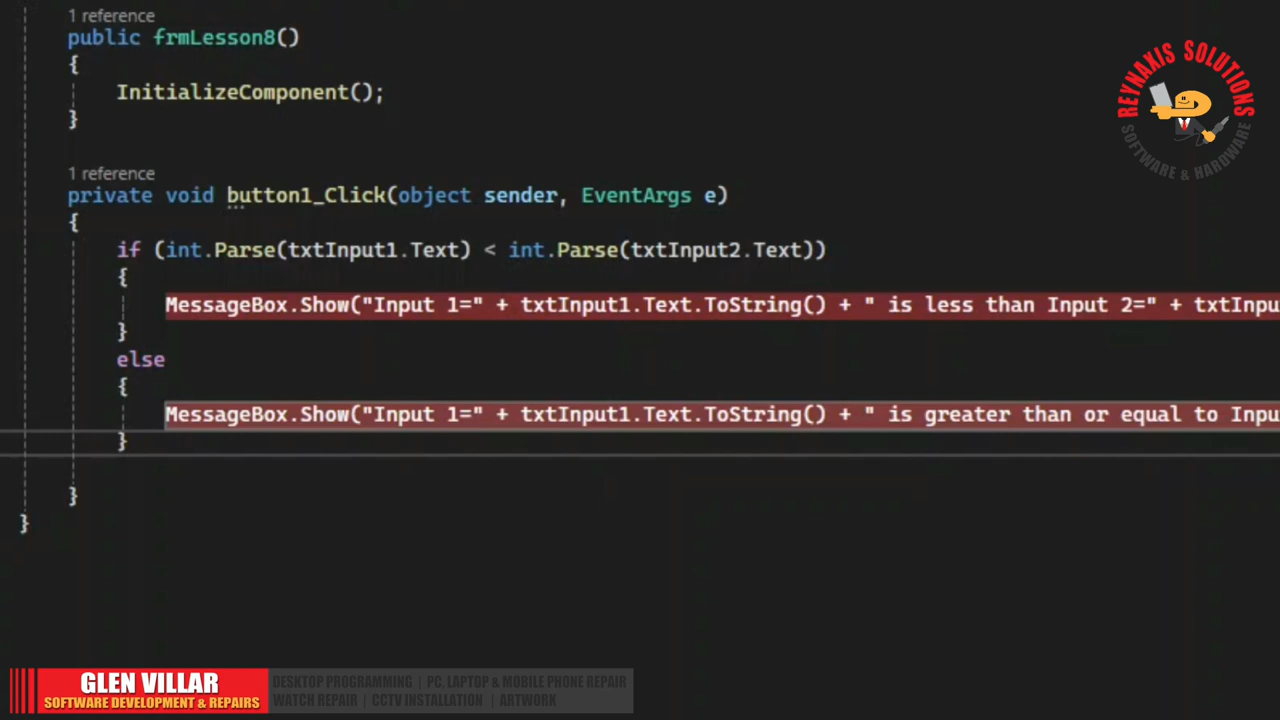 1 reference
public frmLesson8()
{
InitializeComponent();
}
1 reference
private void button1_Click(object sender, EventArgs e)
{
if (int.Parse(txtInput1.Text) < int.Parse(txtInput2.Text))
{
MessageBox.Show("Input 1=" + txtInput1.Text.ToString() + " is less than Input 2=" + txtInpu
}
else
{
MessageBox.Show("Input 1=" + txtInput1.Text.ToString() + " is greater than or equal to Inpu
}
}
}
REYNAXIS SOLUTIONS
SOFTWARE & HARDWARE
GLEN VILLAR
SOFTWARE DEVELOPMENT & REPAIRS
DESKTOP PROGRAMMING | PC, LAPTOP & MOBILE PHONE REPAIR
WATCH REPAIR | CCTV INSTALLATION | ARTWORK